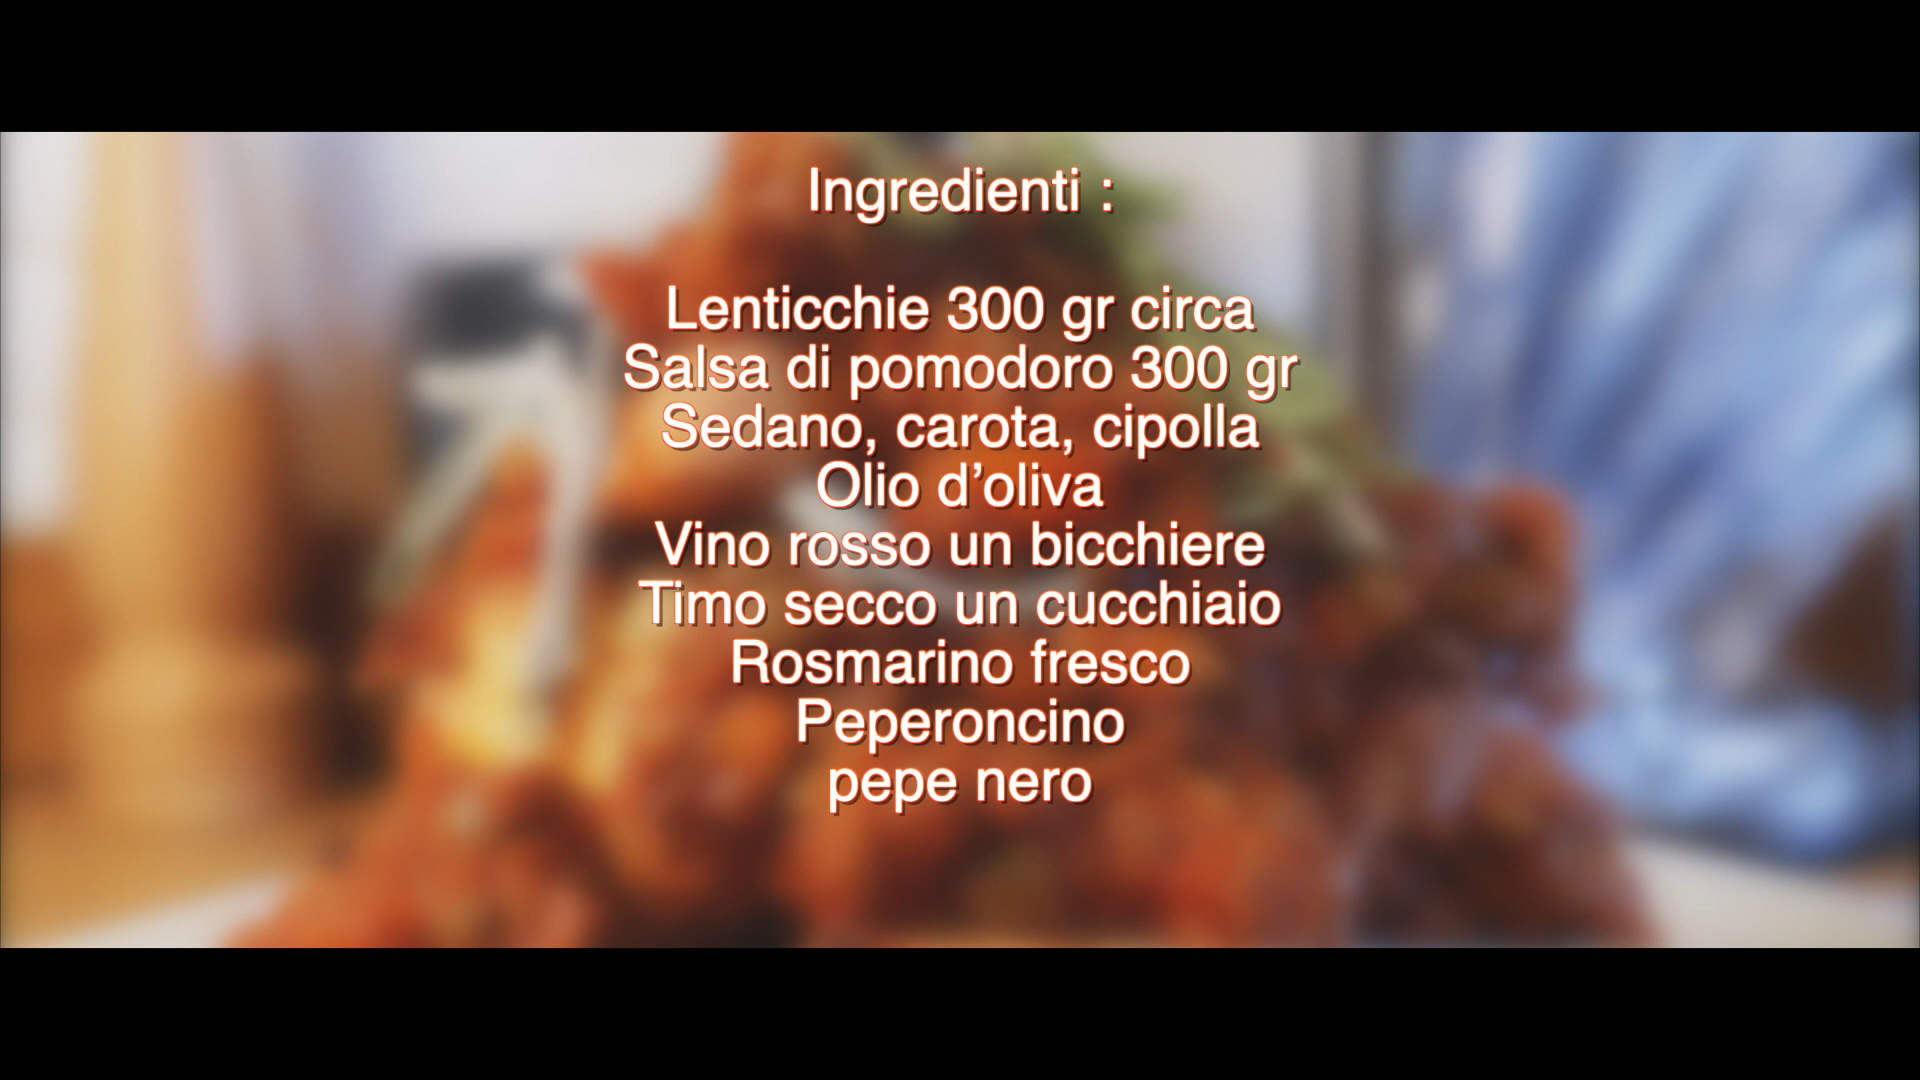 Ingredienti :
Lenticchie 300 gr circa
Salsa di pomodoro 300 gr
Sedano, carota, cipolla
Olio d’oliva
Vino rosso un bicchiere
Timo secco un cucchiaio
Rosmarino fresco
Peperoncino
pepe nero